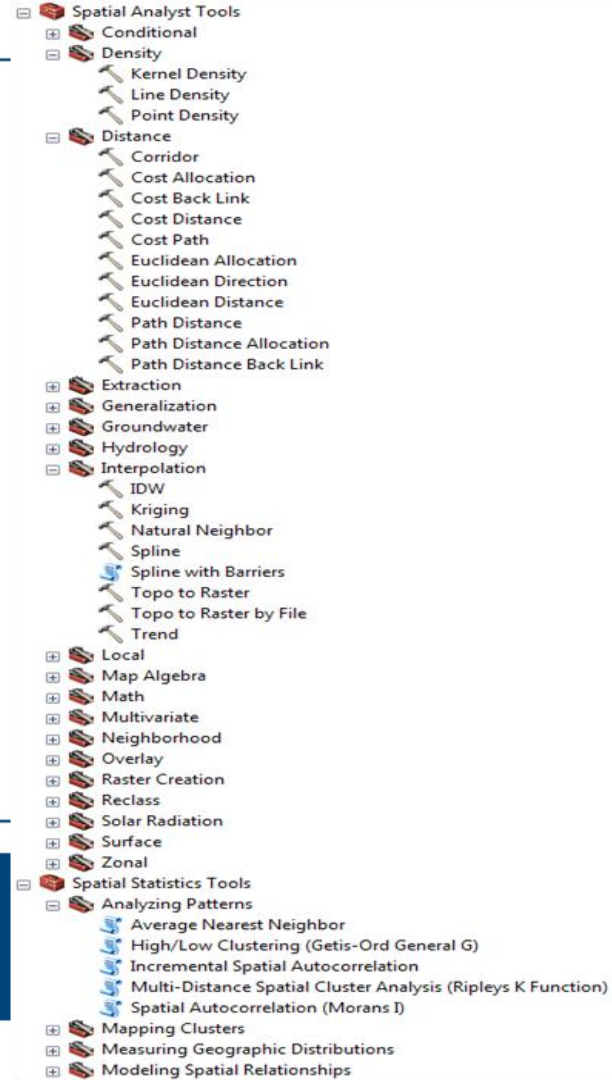 Spatial Analyst Tools
Conditional
Density
Kernel Density
Line Density
Point Density
Distance
Corridor
Cost Allocation
Cost Back Link
Cost Distance
Cost Path
Euclidean Allocation
Euclidean Direction
Euclidean Distance
Path Distance
Path Distance Allocation
Path Distance Back Link
Extraction
Generalization
Groundwater
Hydrology
Interpolation
IDW
Kriging
Natural Neighbor
Spline
Spline with Barriers
Topo to Raster
Topo to Raster by File
Trend
Local
Map Algebra
Math
Multivariate
Neighborhood
Overlay
Raster Creation
Reclass
Solar Radiation
Surface
Zonal
Spatial Statistics Tools
Analyzing Patterns
Average Nearest Neighbor
High/Low Clustering (Getis-Ord General G)
Incremental Spatial Autocorrelation
Multi-Distance Spatial Cluster Analysis (Ripleys K Function)
Spatial Autocorrelation (Morans I)
Mapping Clusters
Measuring Geographic Distributions
Modeling Spatial Relationships